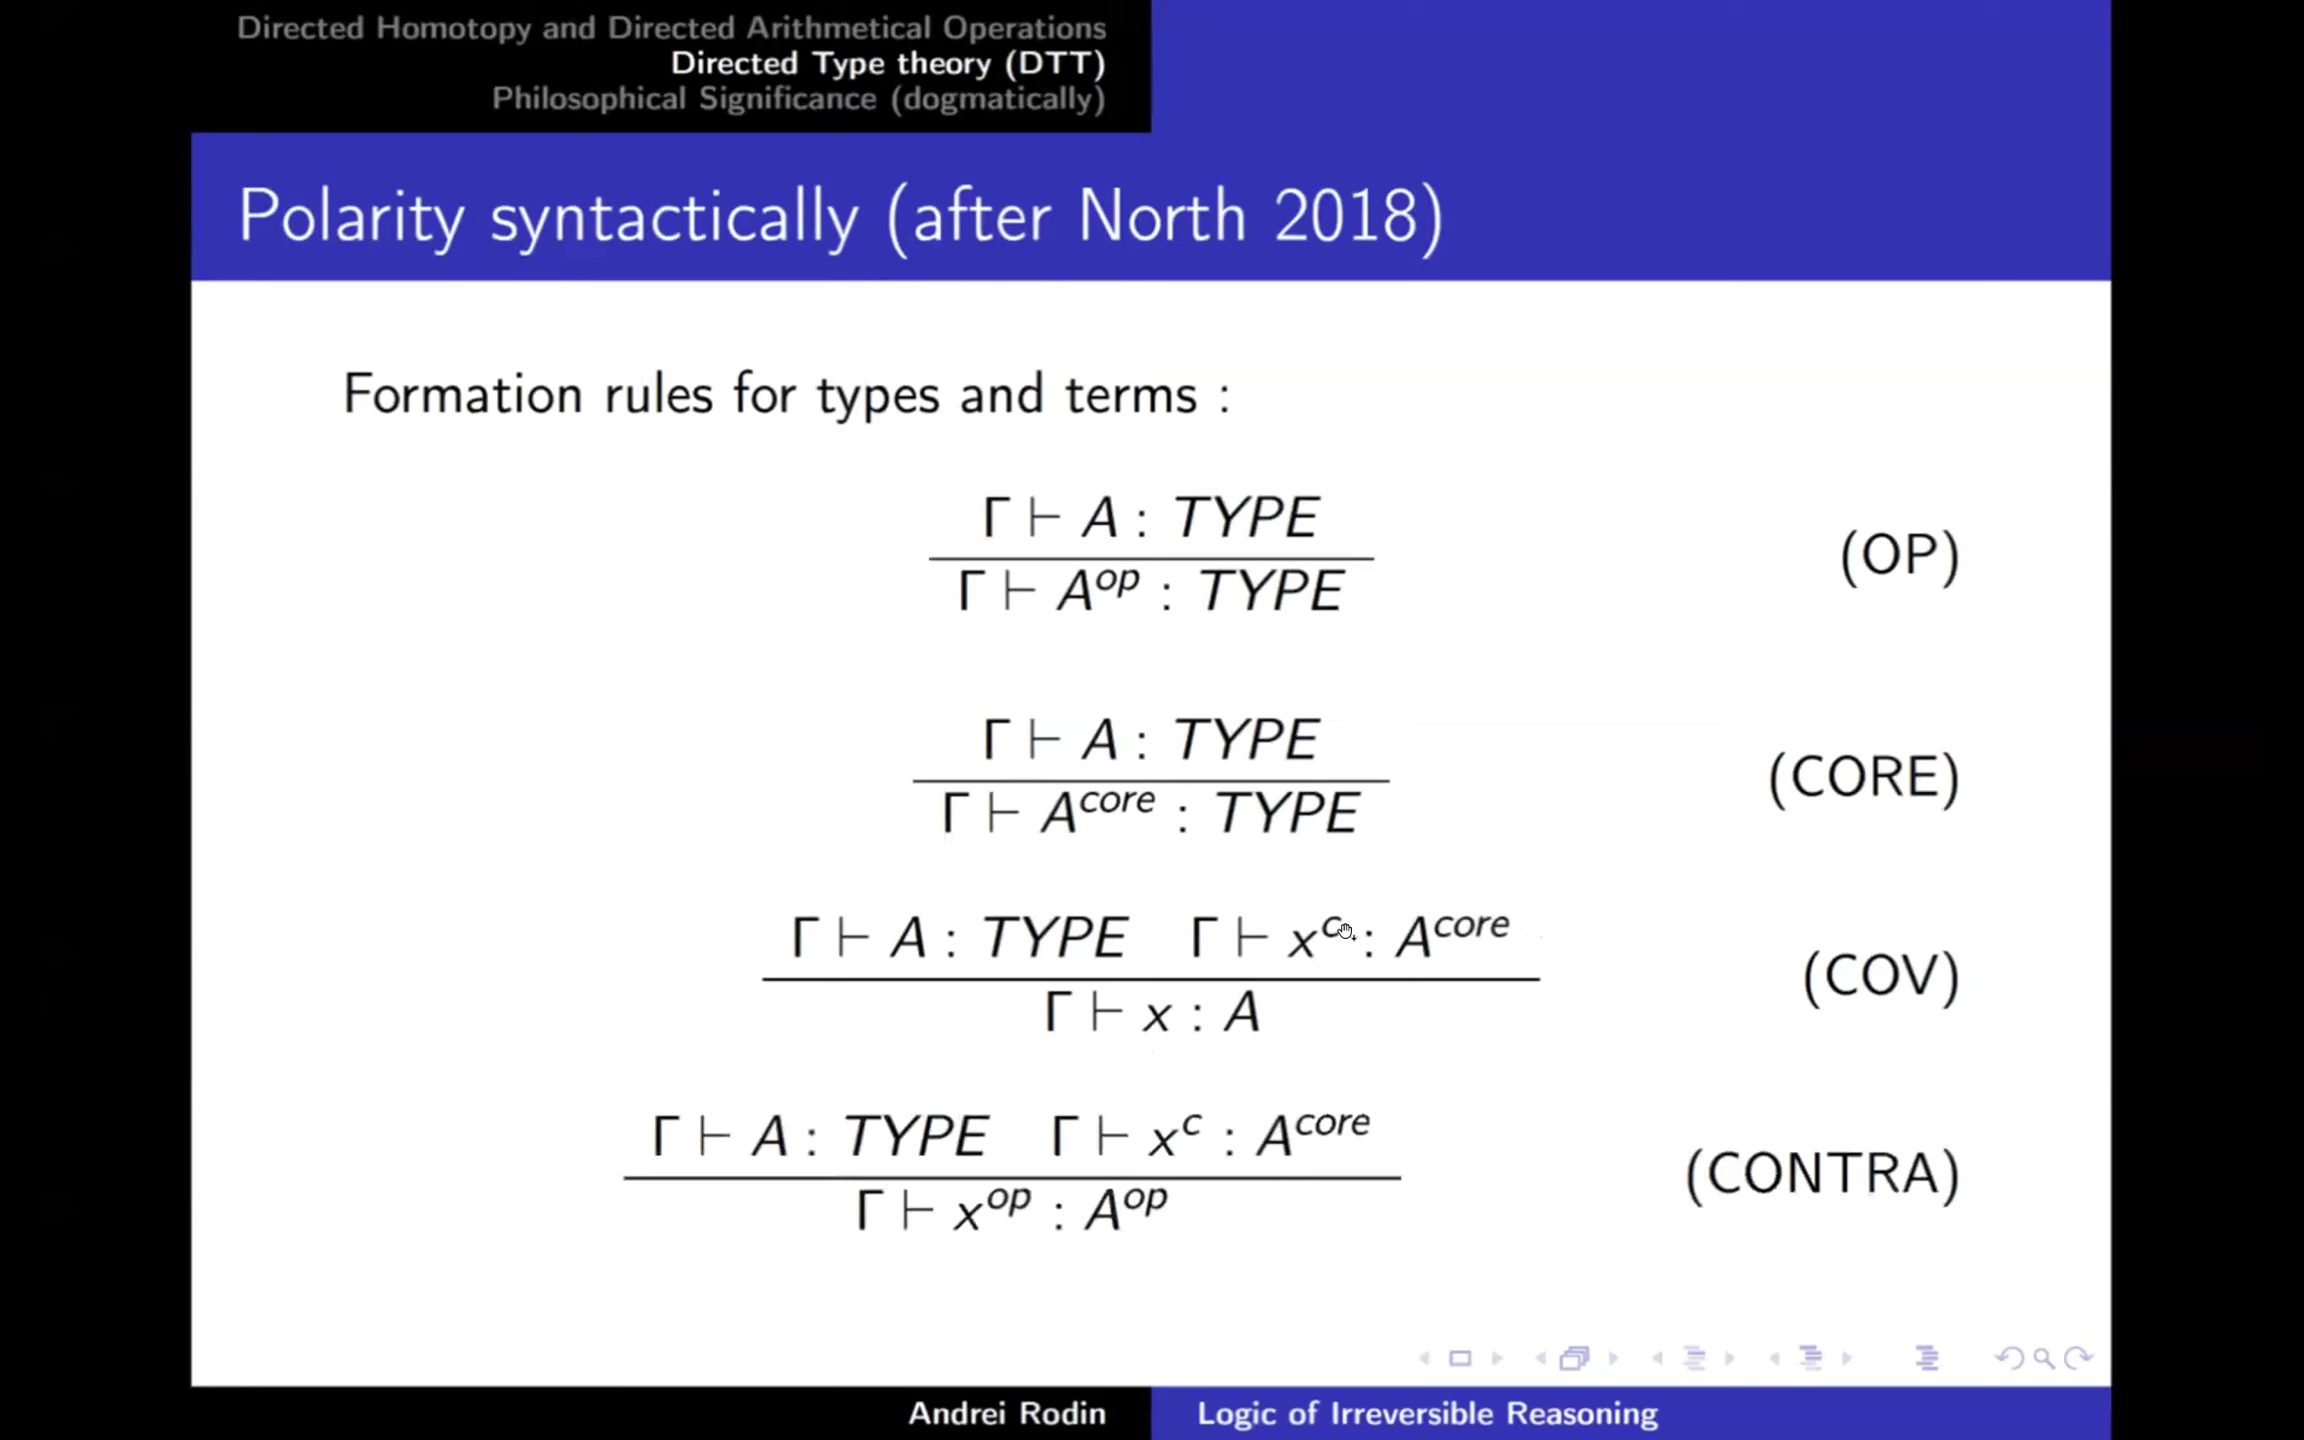 Directed Homotopy and Directed Arithmetical Operations
Directed Type theory (DTT)
Philosophical Significance (dogmatically)
Polarity syntactically (after North 2018)
Formation rules for types and terms :
Γ ⊢ A : TYPE
(OP)
Γ ⊢ A^op : TYPE
Γ ⊢ A : TYPE
(CORE)
Γ ⊢ A^core : TYPE
Γ ⊢ A : TYPE Γ ⊢ x^c : A^core
(COV)
Γ ⊢ x : A
Γ ⊢ A : TYPE Γ ⊢ x^c : A^core
(CONTRA)
Γ ⊢ x^op : A^op
Andrei Rodin
Logic of Irreversible Reasoning